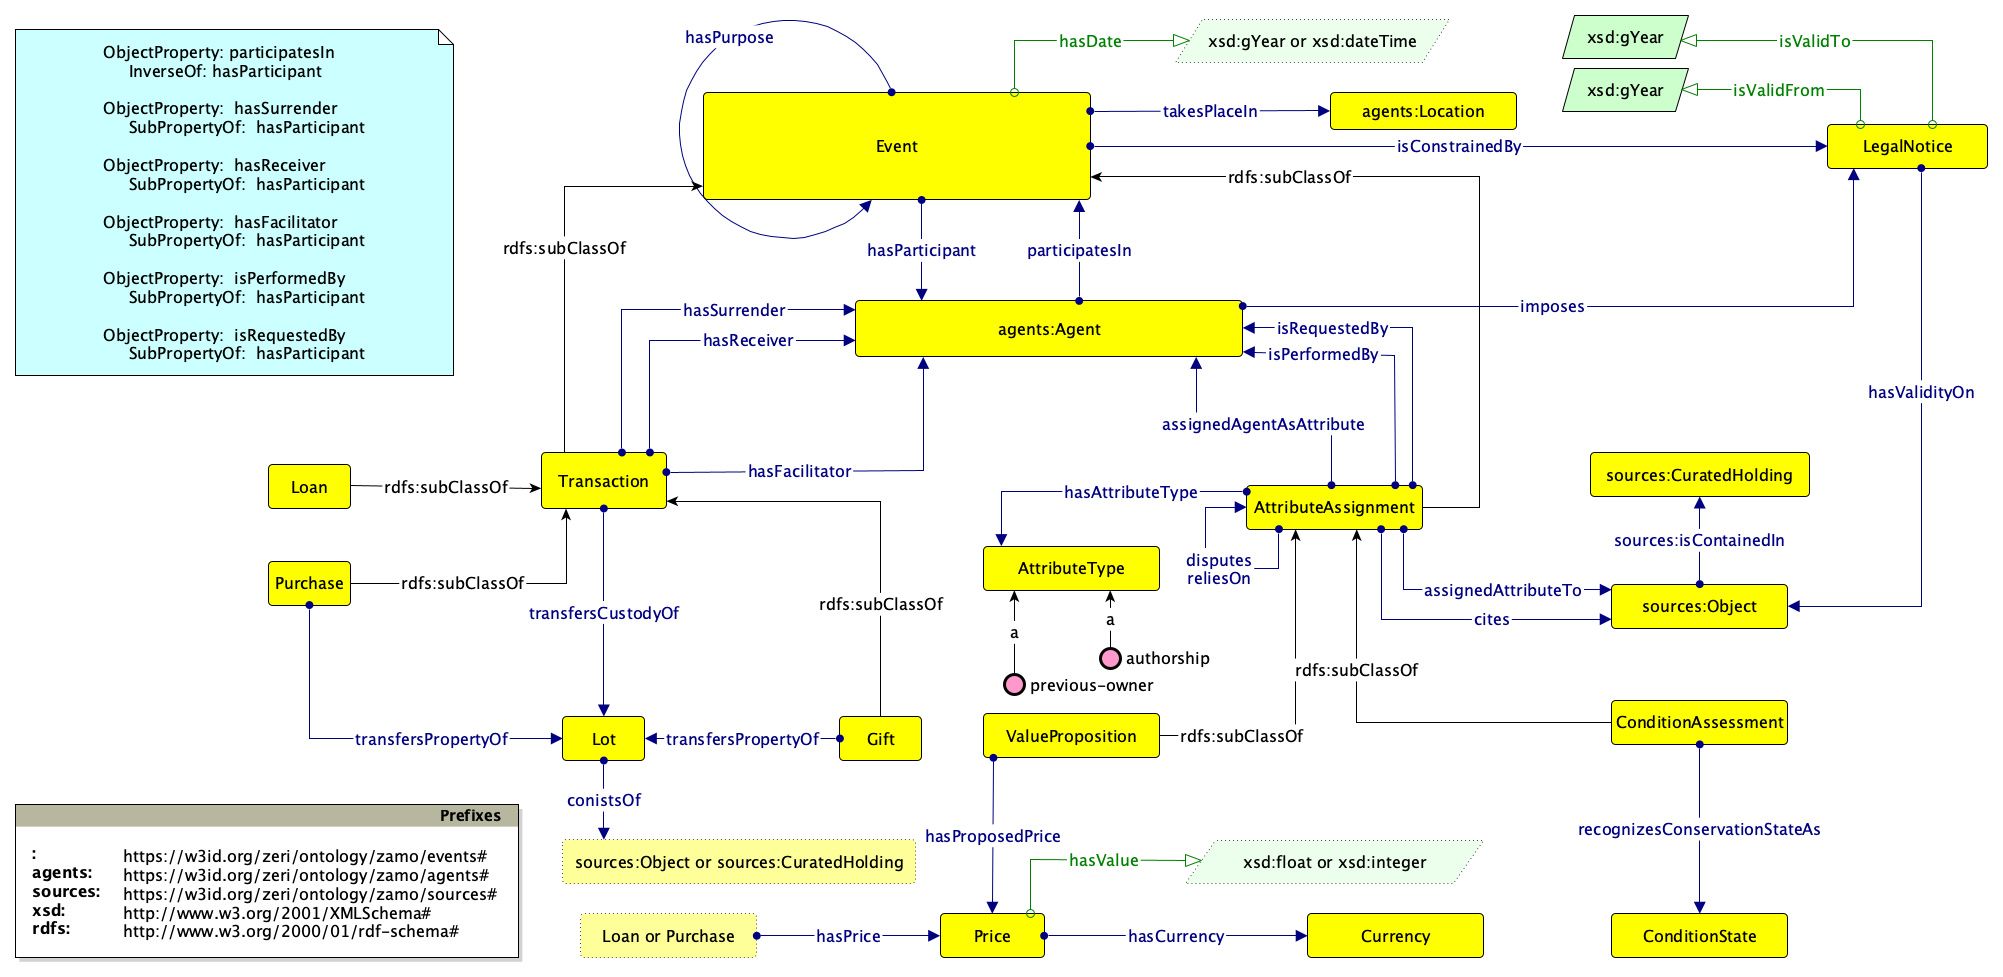 ObjectProperty: participatesIn
InverseOf: hasParticipant
ObjectProperty: hasSurrender
SubPropertyOf: hasParticipant
ObjectProperty: hasReceiver
SubPropertyOf: hasParticipant
ObjectProperty: hasFacilitator
SubPropertyOf: hasParticipant
ObjectProperty: isPerformedBy
SubPropertyOf: hasParticipant
ObjectProperty: isRequestedBy
SubPropertyOf: hasParticipant
hasPurpose
hasDate
xsd:gYear or xsd:dateTime
xsd:gYear
isValidTo
xsd:gYear
isValidFrom
Event
takesPlaceIn
agents:Location
isConstrainedBy
LegalNotice
rdfs:subClassOf
rdfs:subClassOf
hasParticipant
participatesIn
hasSurrender
hasReceiver
agents:Agent
imposes
isRequestedBy
isPerformedBy
hasValidityOn
assignedAgentAsAttribute
Loan
rdfs:subClassOf
Transaction
hasFacilitator
hasAttributeType
AttributeAssignment
sources:CuratedHolding
sources:isContainedIn
disputes
reliesOn
AttributeType
Purchase
rdfs:subClassOf
transfersCustodyOf
rdfs:subClassOf
assignedAttributeTo
cites
sources:Object
a
a
authorship
previous-owner
rdfs:subClassOf
transfersPropertyOf
Lot
transfersPropertyOf
Gift
ValueProposition
rdfs:subClassOf
ConditionAssessment
conistsOf
sources:Object or sources:CuratedHolding
hasProposedPrice
hasValue
xsd:float or xsd:integer
recognizesConservationStateAs
Loan or Purchase
hasPrice
Price
hasCurrency
Currency
ConditionState
Prefixes
: https://w3id.org/zeri/ontology/zamo/events#
agents: https://w3id.org/zeri/ontology/zamo/agents#
sources: https://w3id.org/zeri/ontology/zamo/sources#
xsd: http://www.w3.org/2001/XMLSchema#
rdfs: http://www.w3.org/2000/01/rdf-schema#